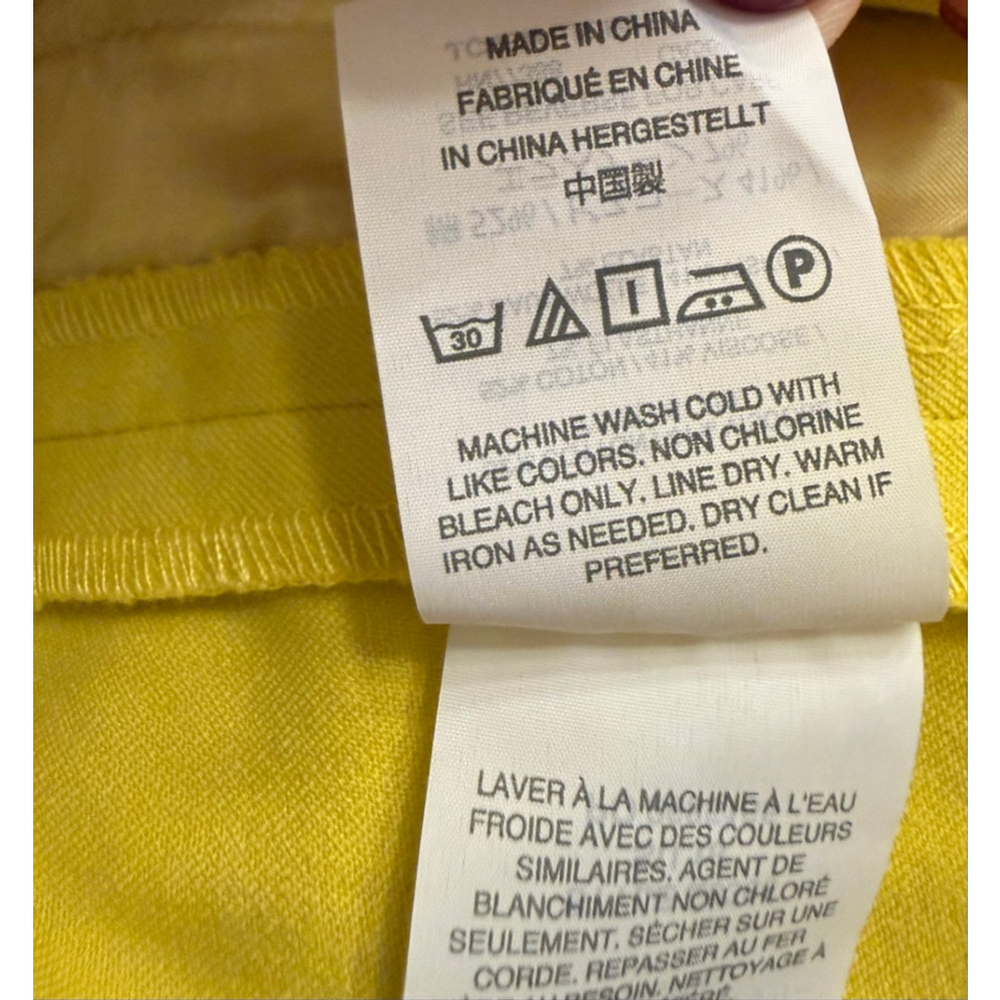 MADE IN CHINA
FABRIQUÉ EN CHINE
IN CHINA HERGESTELLT
中国製
30
P
MACHINE WASH COLD WITH
LIKE COLORS. NON CHLORINE
BLEACH ONLY. LINE DRY. WARM
IRON AS NEEDED. DRY CLEAN IF
PREFERRED.
LAVER À LA MACHINE À L'EAU
FROIDE AVEC DES COULEURS
SIMILAIRES. AGENT DE
BLANCHIMENT NON CHLORÉ
SEULEMENT. SÉCHER SUR UNE
CORDE. REPASSER AU FER
BESOIN. NETTOYAGE À